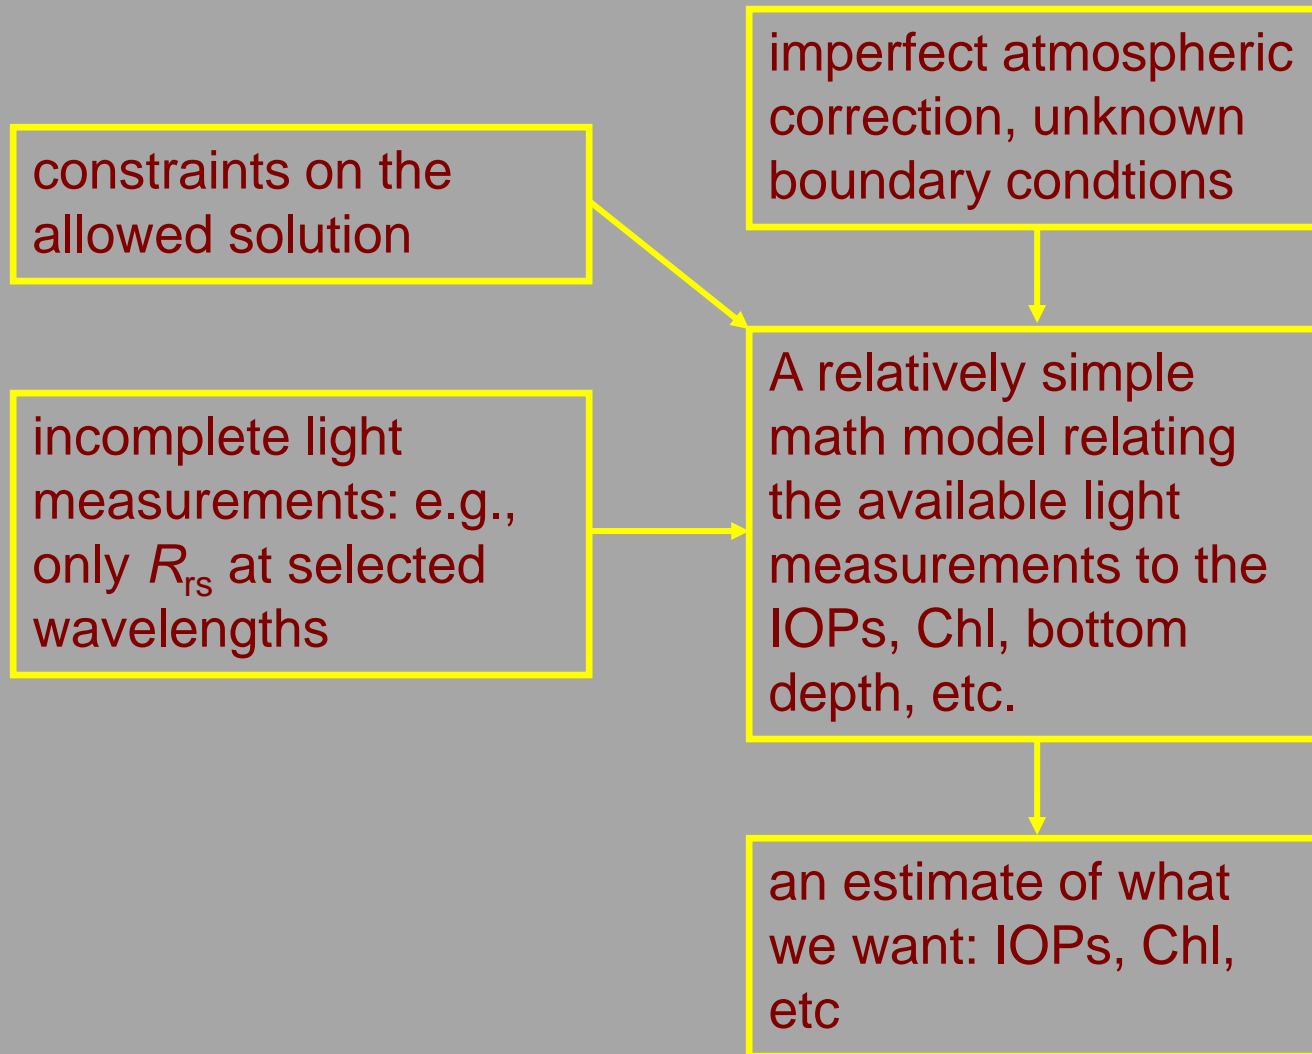 imperfect atmospheric
correction, unknown
boundary condtions
constraints on the
allowed solution
incomplete light
measurements: e.g.,
only Rrs at selected
wavelengths
A relatively simple
math model relating
the available light
measurements to the
IOPs, Chl, bottom
depth, etc.
an estimate of what
we want: IOPs, Chl,
etc